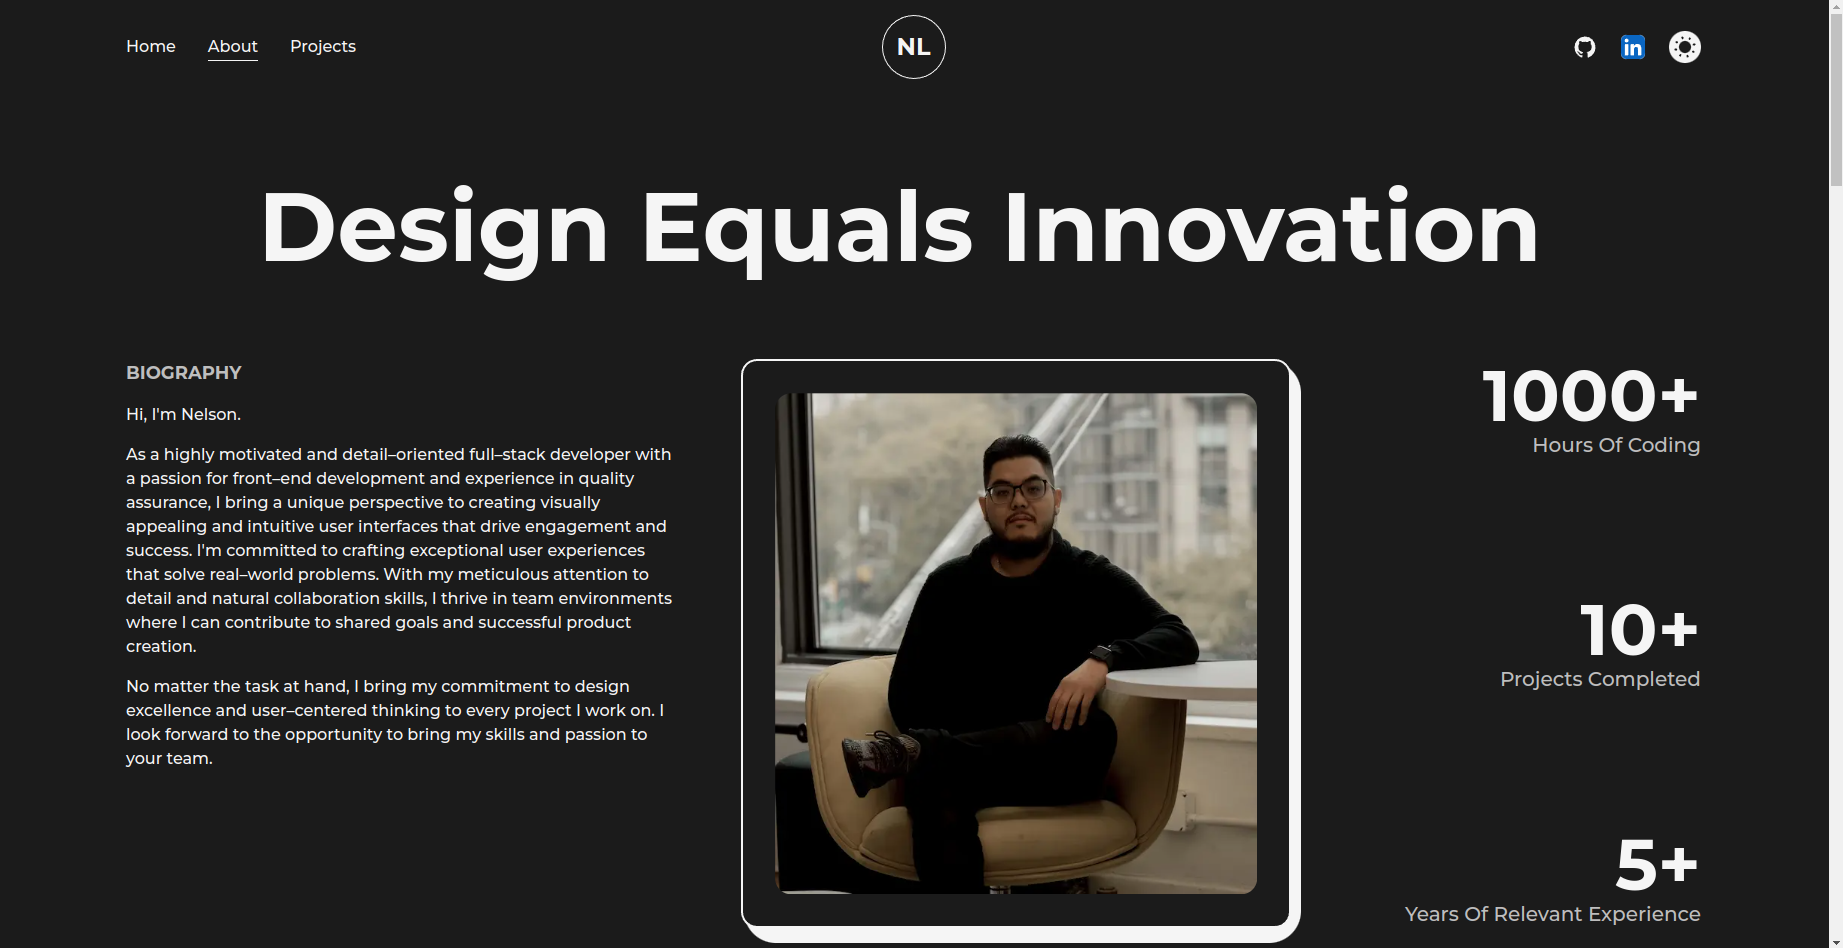 Home About Projects
NL
in
Design Equals Innovation
BIOGRAPHY
Hi, I'm Nelson.
As a highly motivated and detail–oriented full–stack developer with
a passion for front–end development and experience in quality
assurance, I bring a unique perspective to creating visually
appealing and intuitive user interfaces that drive engagement and
success. I'm committed to crafting exceptional user experiences
that solve real–world problems. With my meticulous attention to
detail and natural collaboration skills, I thrive in team environments
where I can contribute to shared goals and successful product
creation.
No matter the task at hand, I bring my commitment to design
excellence and user–centered thinking to every project I work on. I
look forward to the opportunity to bring my skills and passion to
your team.
1000+
Hours Of Coding
10+
Projects Completed
5+
Years Of Relevant Experience